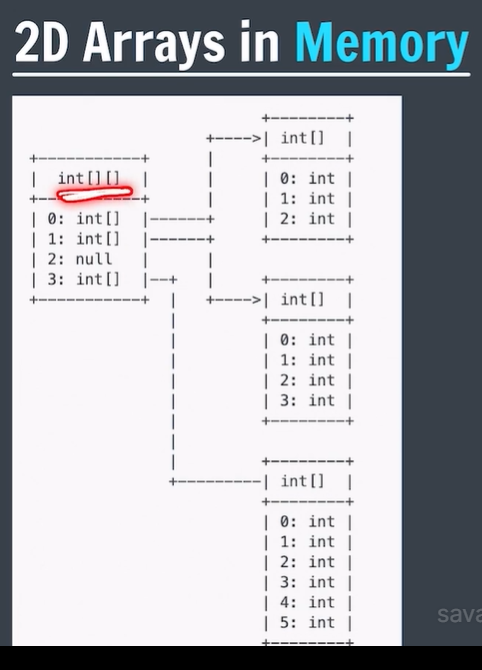 2D Arrays in Memory
int[][]
0: int[]
1: int[]
2: null
3: int[]
int[]
0: int
1: int
2: int
int[]
0: int
1: int
2: int
3: int
int[]
0: int
1: int
2: int
3: int
4: int
5: int
sava